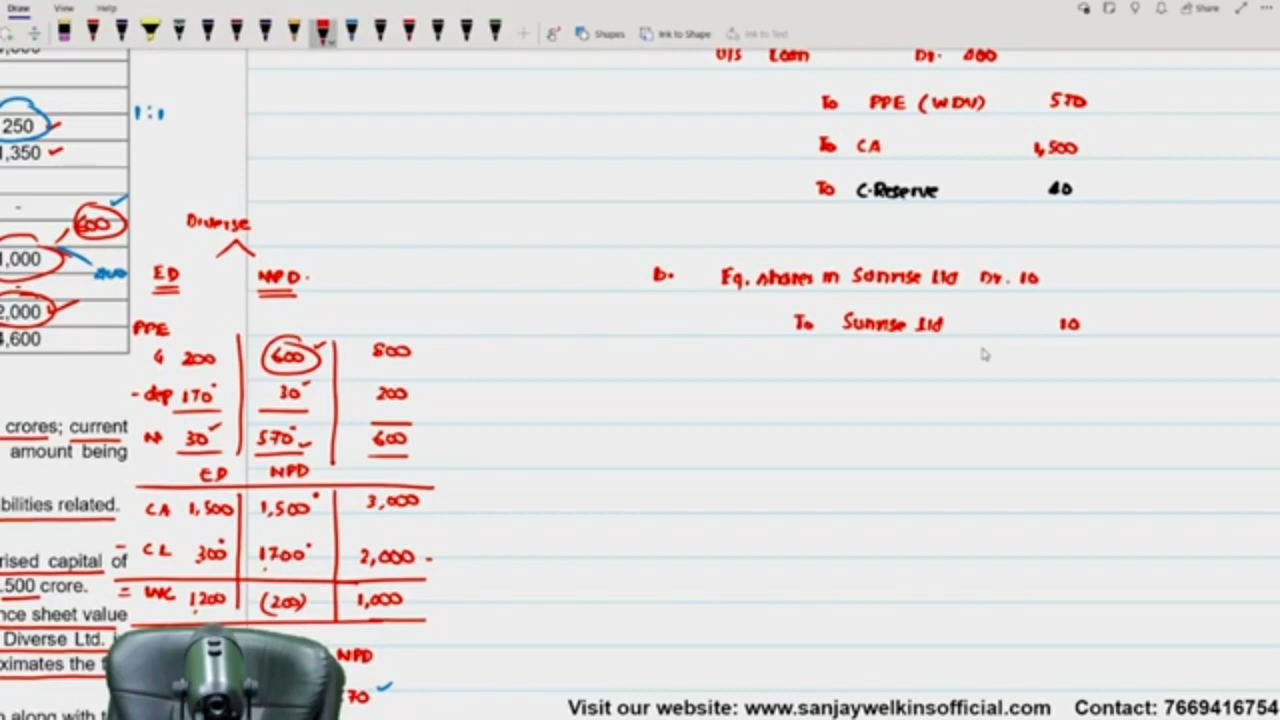 Draw View Help
Share
Shapes Ink to Shape Ink to Text
U/S Loan Dr. 400
To PPE (WDV) 570
To CA 1,500
To C-Reserve 40
250
1:1
1,350
-
600
1,000
-
2,000
4,600
Diverse
ED NPD.
b. Eq. shares in Sunrise Ltd Dr. 10
To Sunrise Ltd 10
PPE
G 200 600 800
- dep 170 30 200
N 30 570 600
ED NPD
CA 1,500 1,500 3,000
- CL 300 1700 2,000
= WC 1200 (200) 1,000
NPD
70
crores; current
amount being
bilities related.
rised capital of
.500 crore.
nce sheet value
Diverse Ltd.
ximates the
n along with
Visit our website: www.sanjaywelkinsofficial.com Contact: 7669416754